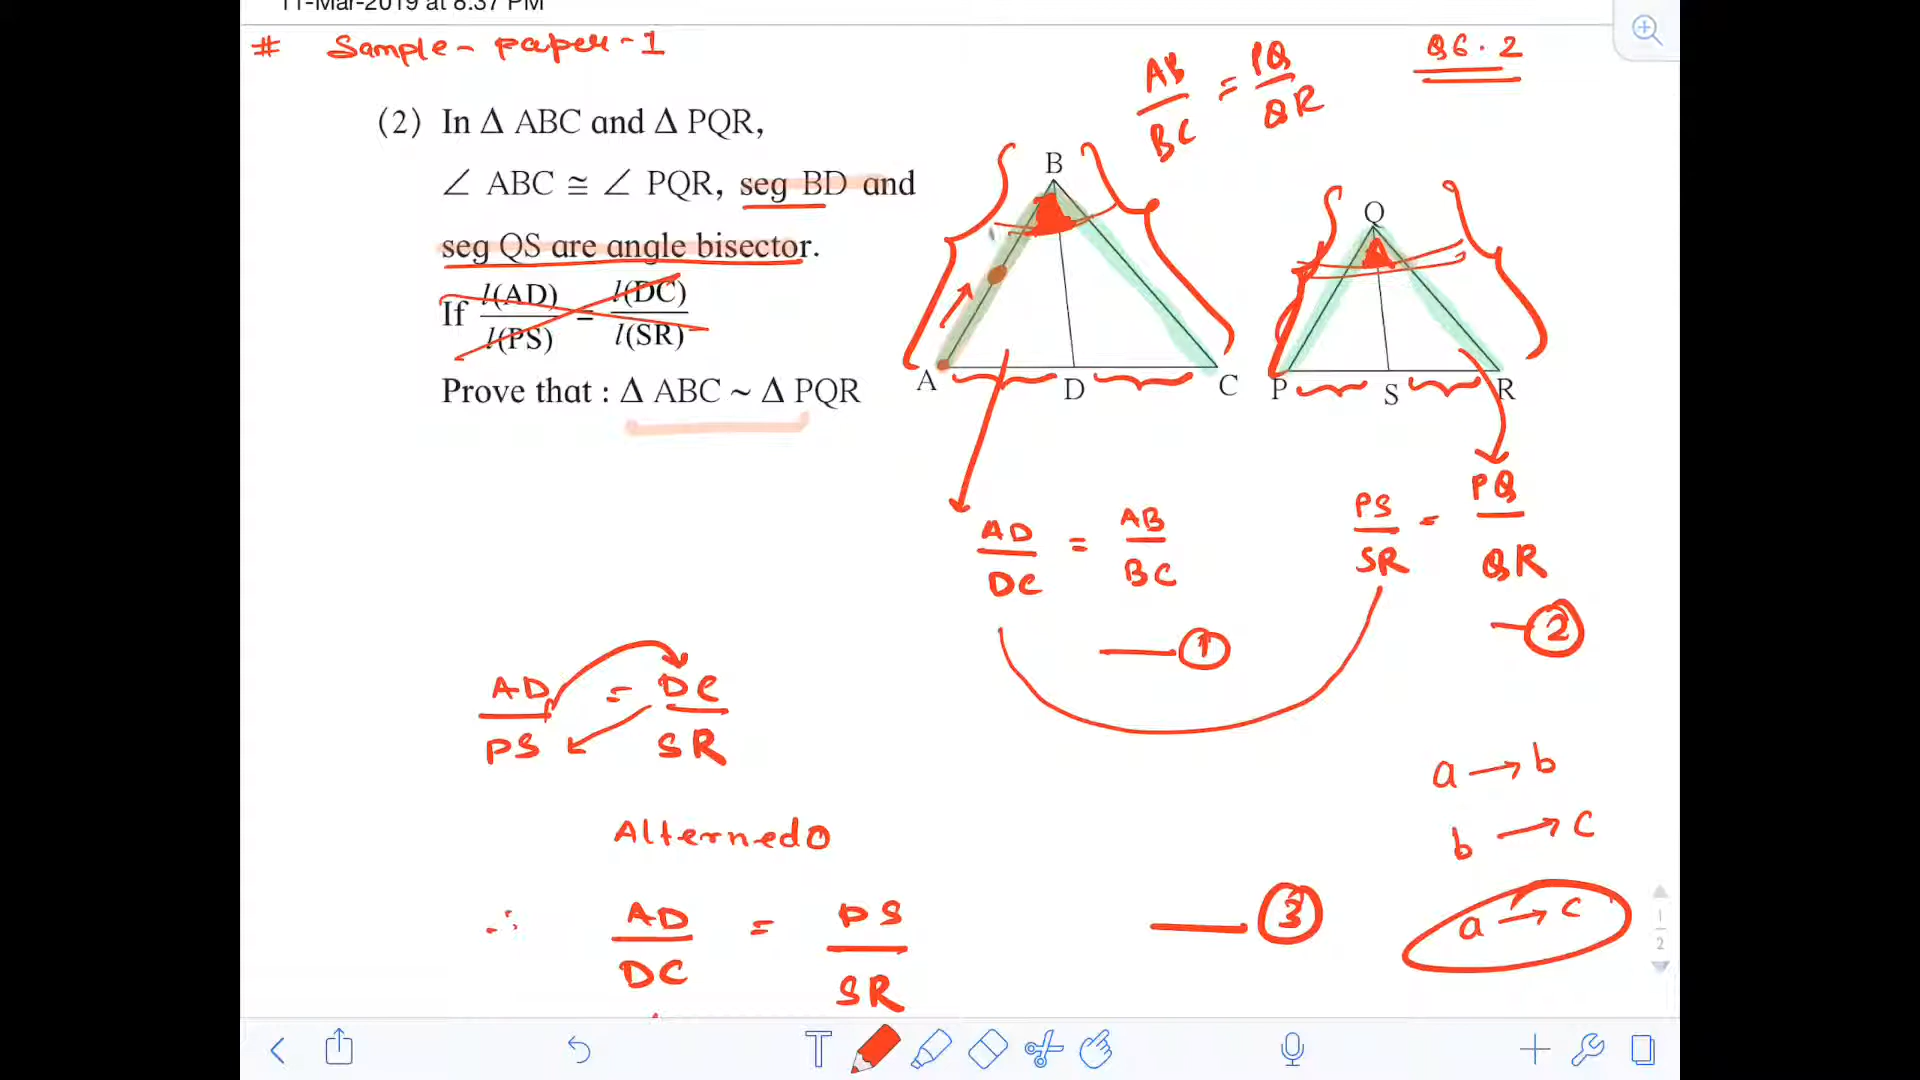 11-Mar-2019 at 8:37 PM
# Sample-paper-1
Q6.2
(2) In Δ ABC and Δ PQR,
∠ ABC ≅ ∠ PQR, seg BD and
seg QS are angle bisector.
If l(AD)/l(PS) = l(DC)/l(SR)
Prove that : Δ ABC ~ Δ PQR
AB/BC = PQ/QR
B
A D C
Q
P S R
AD/DC = AB/BC
—①
PS/SR = PQ/QR
—②
AD/PS = DC/SR
Alternedo
∴ AD/DC = PS/SR —③
a → b
b → c
a → c
T
1
2